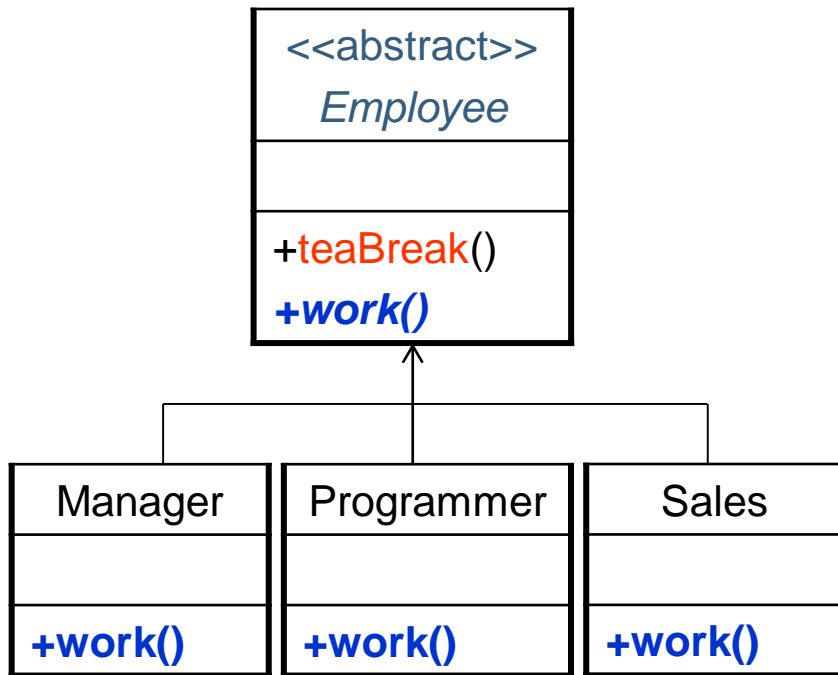 <<abstract>>
Employee
+teaBreak()
+work()
Manager
Programmer
Sales
+work()
+work()
+work()